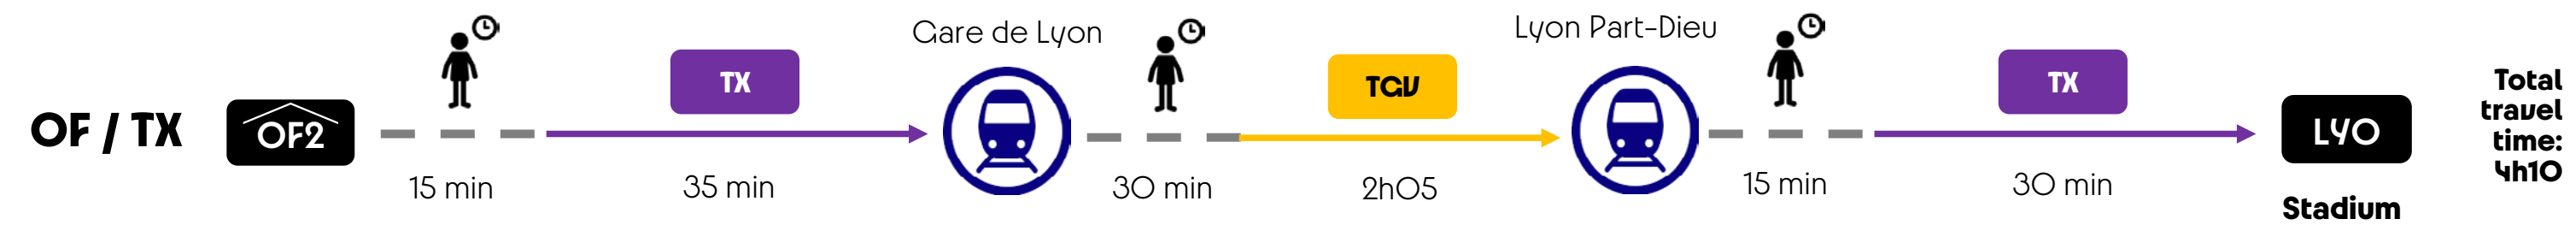 OF / TX
OF2
15 min
TX
35 min
Gare de Lyon
30 min
TGV
2h05
Lyon Part-Dieu
15 min
TX
30 min
LYO
Stadium
Total
travel
time:
4h10